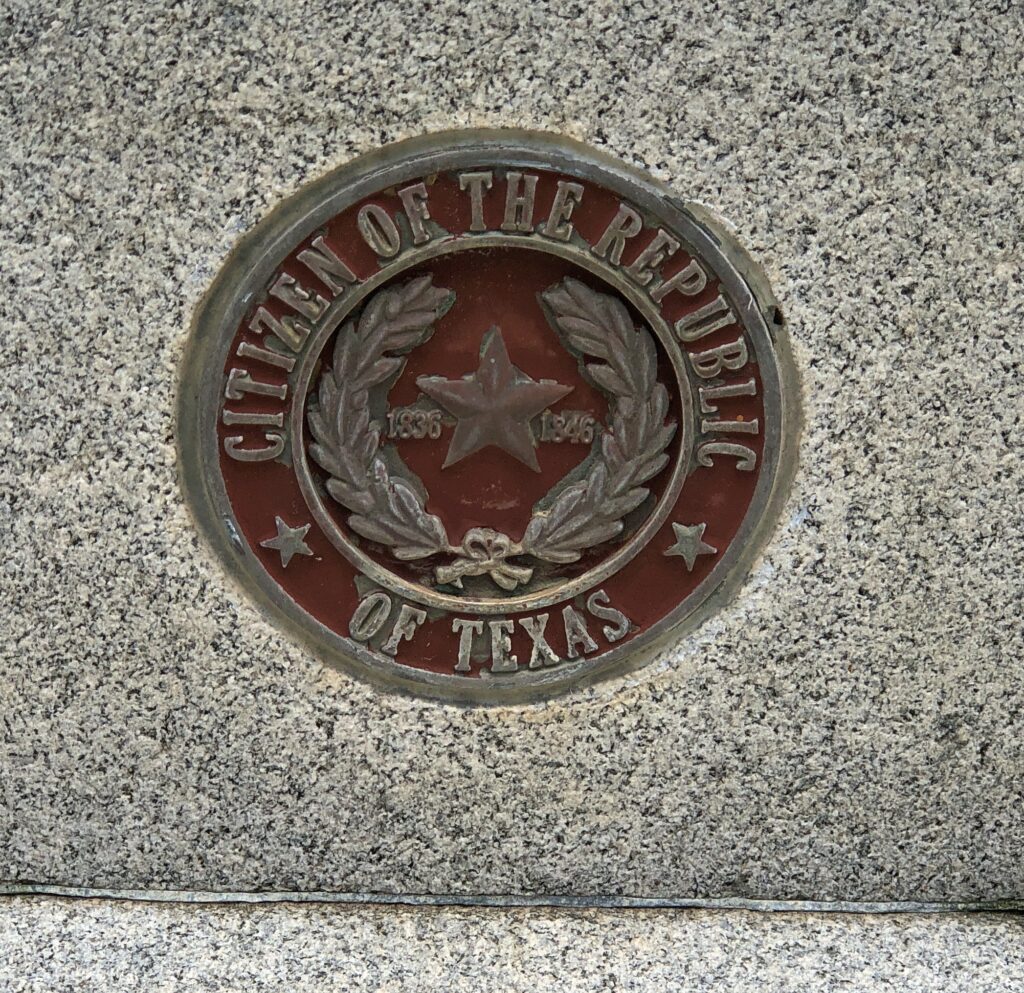 CITIZEN OF THE REPUBLIC
1836 1846
OF TEXAS